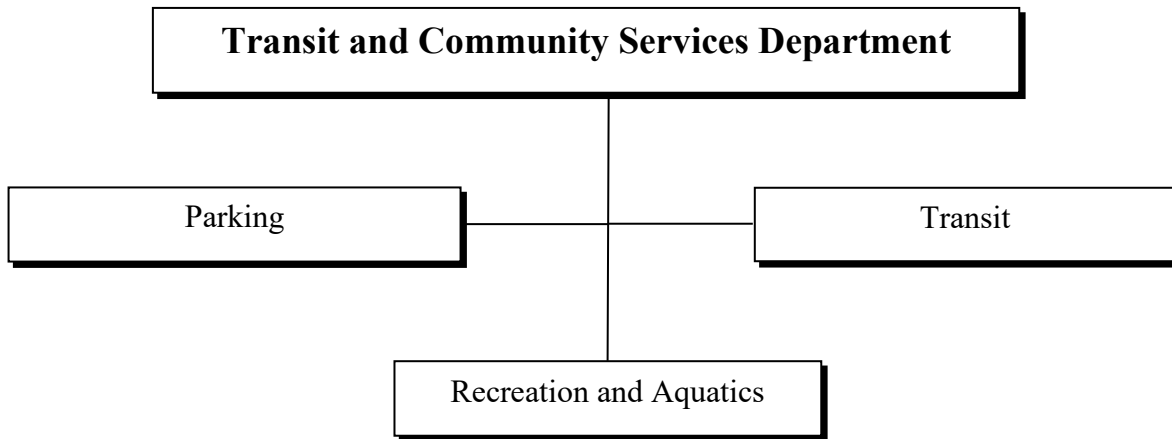 Transit and Community Services Department
Parking
Transit
Recreation and Aquatics